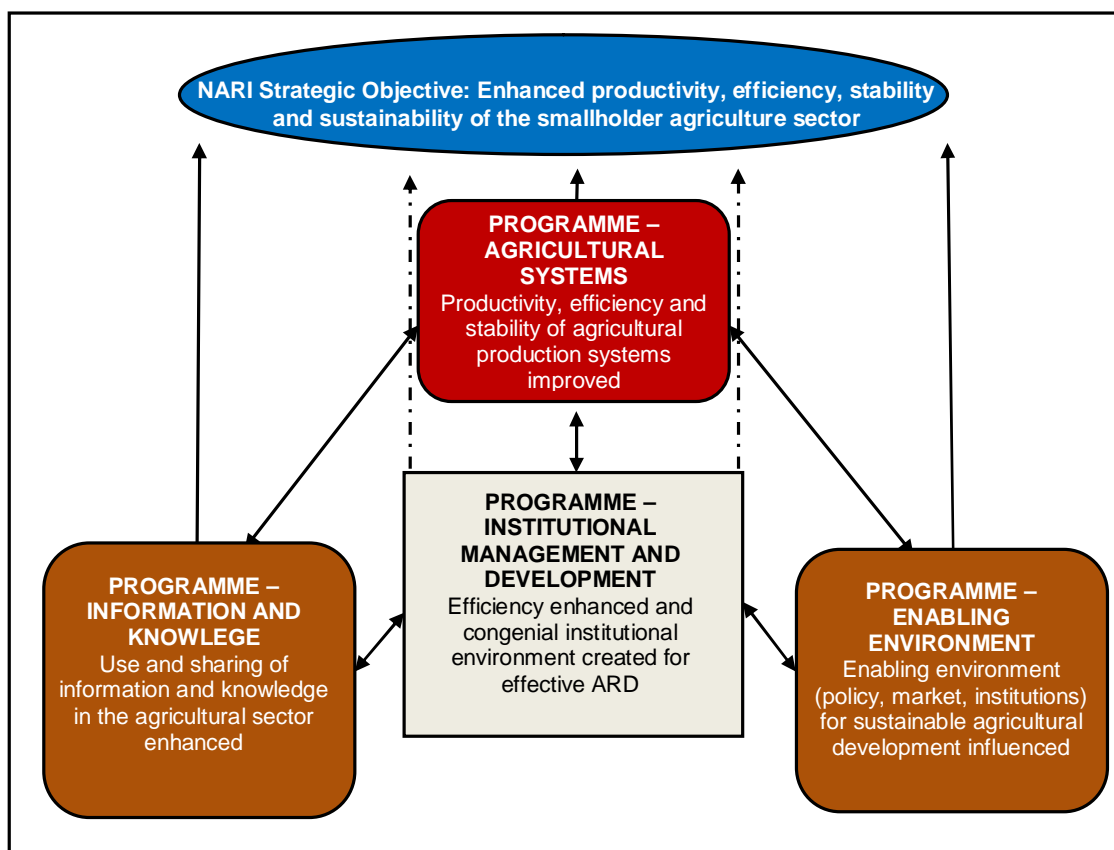 NARI Strategic Objective: Enhanced productivity, efficiency, stability
and sustainability of the smallholder agriculture sector
PROGRAMME –
AGRICULTURAL
SYSTEMS
Productivity, efficiency and
stability of agricultural
production systems
improved
PROGRAMME –
INSTITUTIONAL
MANAGEMENT AND
DEVELOPMENT
Efficiency enhanced and
congenial institutional
environment created for
effective ARD
PROGRAMME –
INFORMATION AND
KNOWLEGE
Use and sharing of
information and knowledge
in the agricultural sector
enhanced
PROGRAMME –
ENABLING
ENVIRONMENT
Enabling environment
(policy, market, institutions)
for sustainable agricultural
development influenced